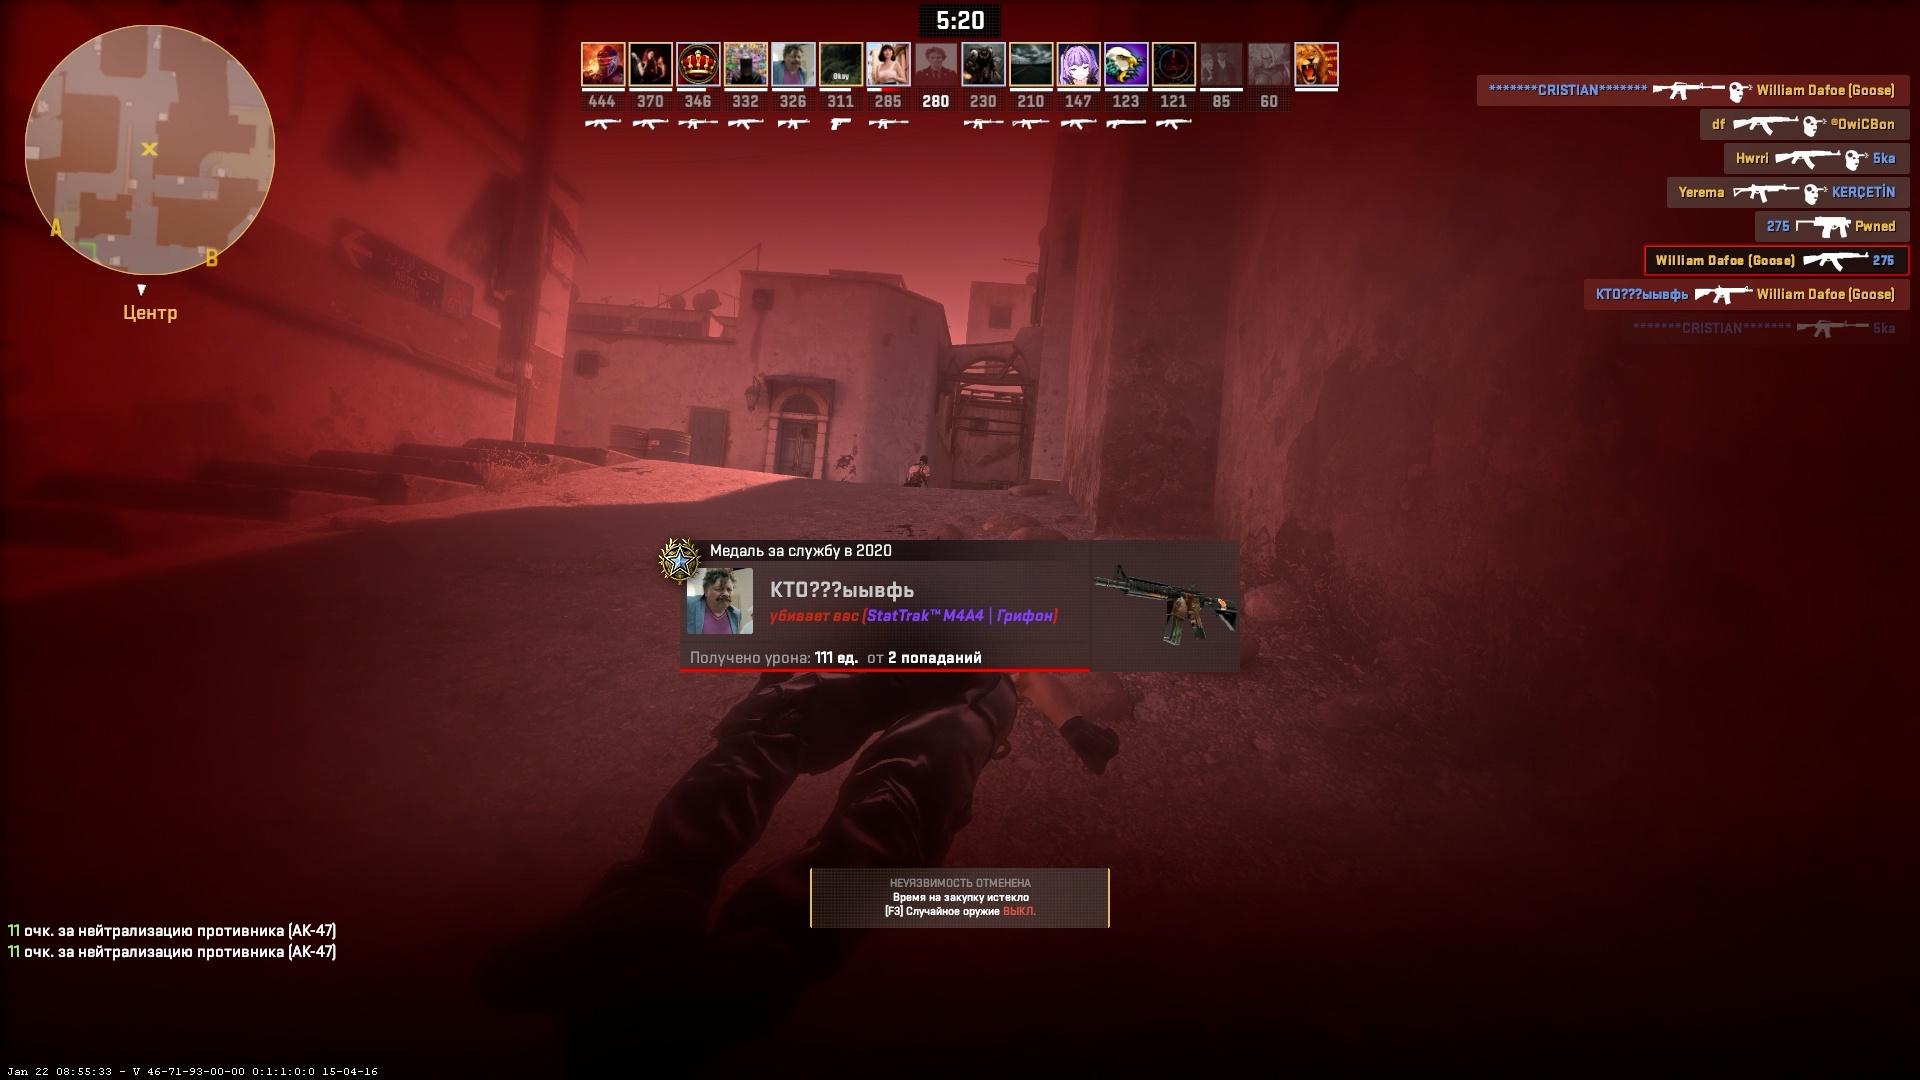 5:20
Okay
444 370 346 332 326 311 285 280 230 210 147 123 121 85 60
*******CRISTIAN******* William Dafoe (Goose)
df ®OwiCBon
Hwrri 5ka
Yerema KERÇETİN
275 Pwned
William Dafoe (Goose) 275
КТО???ыывфь William Dafoe (Goose)
*******CRISTIAN******* 5ka
A
B
Центр
Медаль за службу в 2020
КТО???ыывфь
убивает вас (StatTrak™ M4A4 | Грифон)
Получено урона: 111 ед. от 2 попаданий
НЕУЯЗВИМОСТЬ ОТМЕНЕНА
Время на закупку истекло
[F3] Случайное оружие ВЫКЛ.
11 очк. за нейтрализацию противника (AK-47)
11 очк. за нейтрализацию противника (AK-47)
Jan 22 08:55:33 - V 46-71-93-00-00 0:1:1:0:0 15-04-16